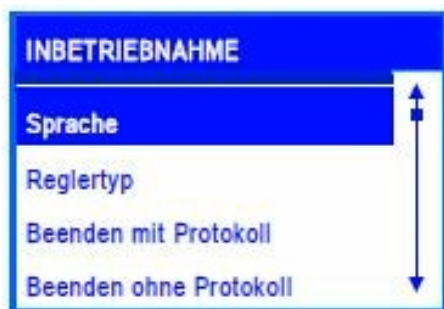 INBETRIEBNAHME
Sprache
Reglertyp
Beenden mit Protokoll
Beenden ohne Protokoll